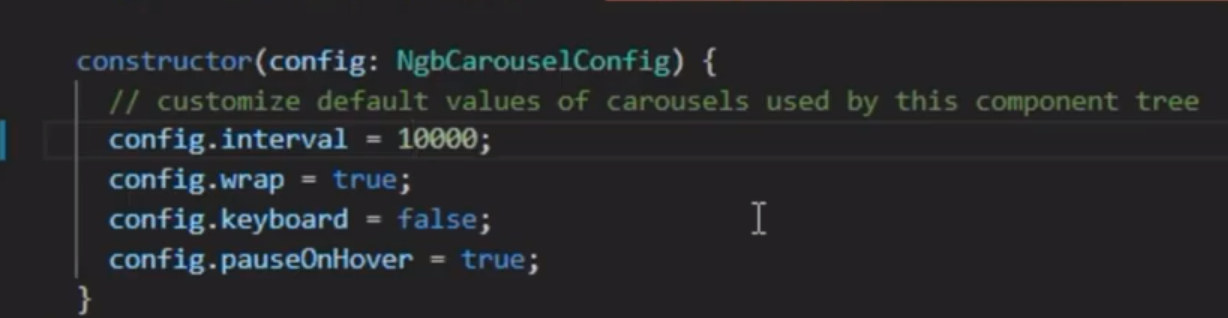 constructor(config: NgbCarouselConfig) {
// customize default values of carousels used by this component tree
config.interval = 10000;
config.wrap = true;
config.keyboard = false;
config.pauseOnHover = true;
}